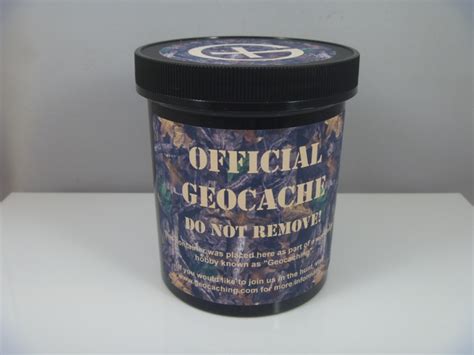 OFFICIAL
GEOCACHE
DO NOT REMOVE!
container was placed here as part of a
hobby known as "Geocaching"
If you would like to join us in the hunt,
www.geocaching.com for more